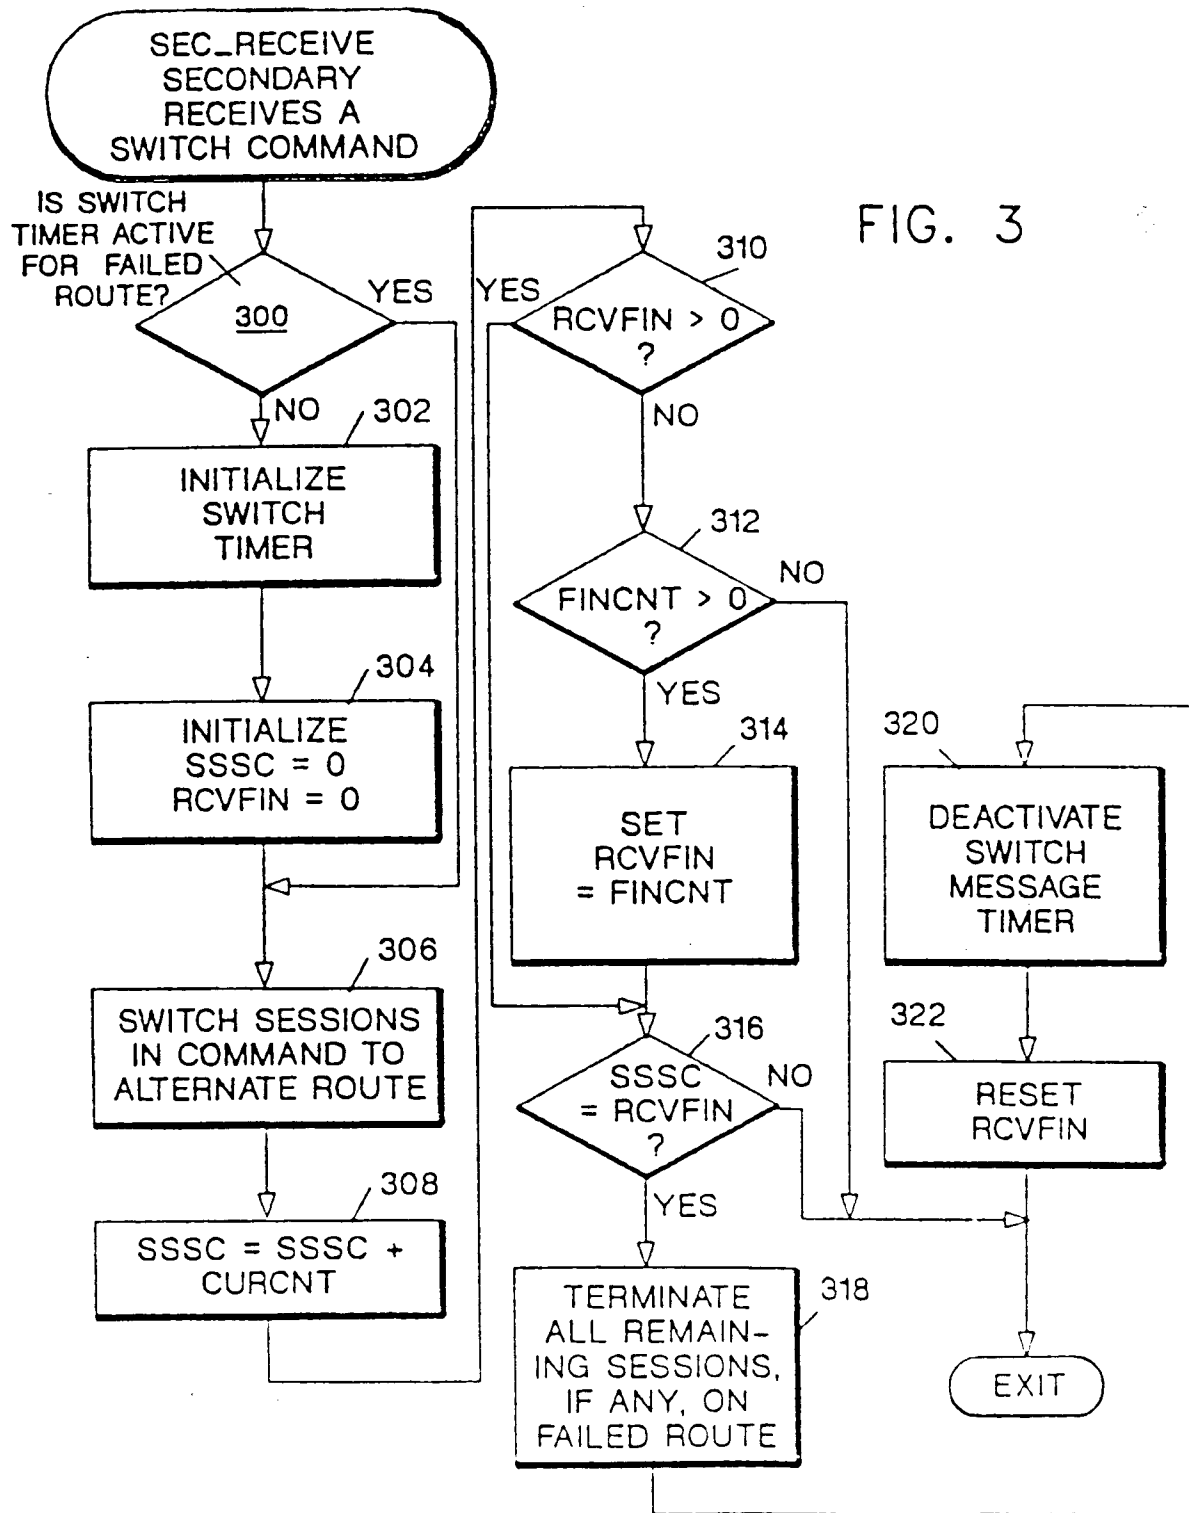 SEC_RECEIVE
SECONDARY
RECEIVES A
SWITCH COMMAND
IS SWITCH
TIMER ACTIVE
FOR FAILED
ROUTE?
300
YES
NO
302
INITIALIZE
SWITCH
TIMER
304
INITIALIZE
SSSC = 0
RCVFIN = 0
306
SWITCH SESSIONS
IN COMMAND TO
ALTERNATE ROUTE
308
SSSC = SSSC +
CURCNT
FIG. 3
310
YES
RCVFIN > 0
?
NO
312
FINCNT > 0
?
NO
YES
314
SET
RCVFIN
= FINCNT
316
SSSC
= RCVFIN
?
NO
YES
318
TERMINATE
ALL REMAIN-
ING SESSIONS,
IF ANY, ON
FAILED ROUTE
320
DEACTIVATE
SWITCH
MESSAGE
TIMER
322
RESET
RCVFIN
EXIT